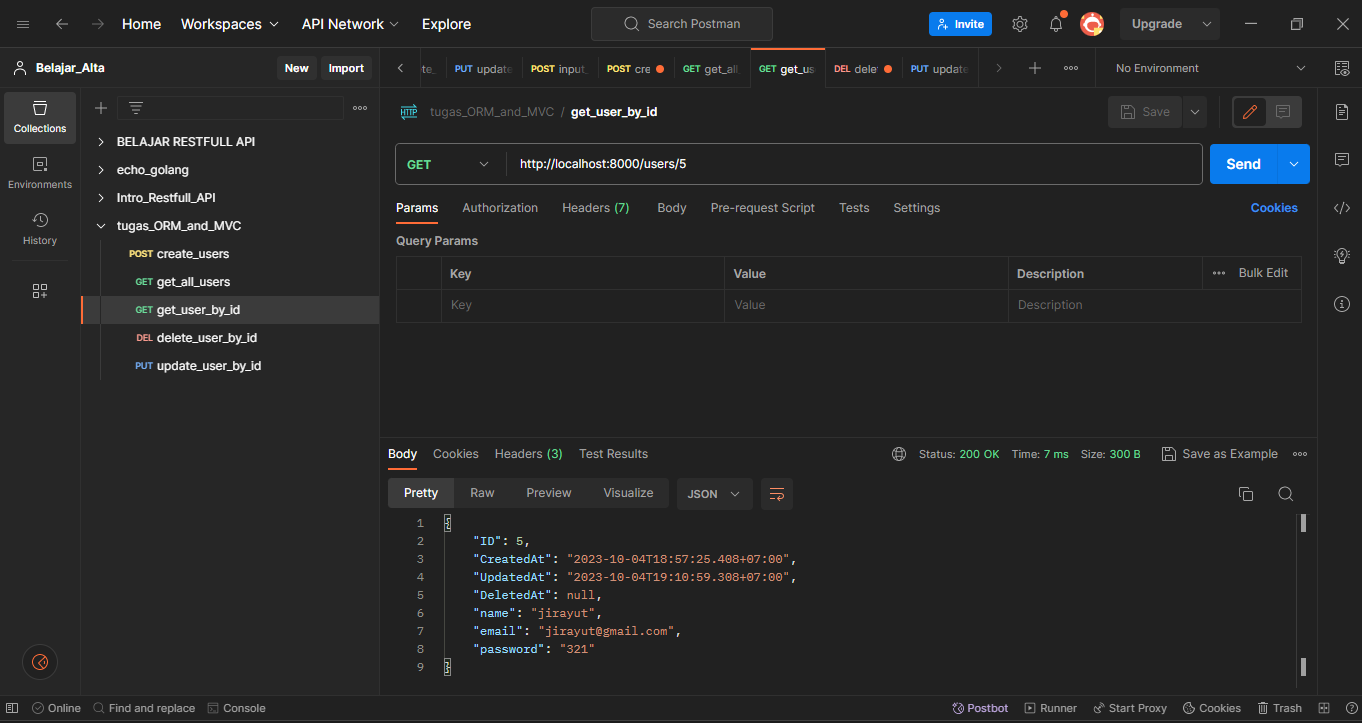 Home Workspaces API Network Explore Search Postman Invite Upgrade
Belajar_Alta New Import
PUT update POST input_ POST cre GET get_all GET get_us DEL delet PUT update No Environment
Collections
Environments
History
BELAJAR RESTFULL API
echo_golang
Intro_Restfull_API
tugas_ORM_and_MVC
POST create_users
GET get_all_users
GET get_user_by_id
DEL delete_user_by_id
PUT update_user_by_id
HTTP tugas_ORM_and_MVC / get_user_by_id Save
GET http://localhost:8000/users/5 Send
Params Authorization Headers (7) Body Pre-request Script Tests Settings Cookies
Query Params
Key Value Description Bulk Edit
Key Value Description
Body Cookies Headers (3) Test Results Status: 200 OK Time: 7 ms Size: 300 B Save as Example
Pretty Raw Preview Visualize JSON
1 {
2 "ID": 5,
3 "CreatedAt": "2023-10-04T18:57:25.408+07:00",
4 "UpdatedAt": "2023-10-04T19:10:59.308+07:00",
5 "DeletedAt": null,
6 "name": "jirayut",
7 "email": "jirayut@gmail.com",
8 "password": "321"
9 }
Online Find and replace Console Postbot Runner Start Proxy Cookies Trash